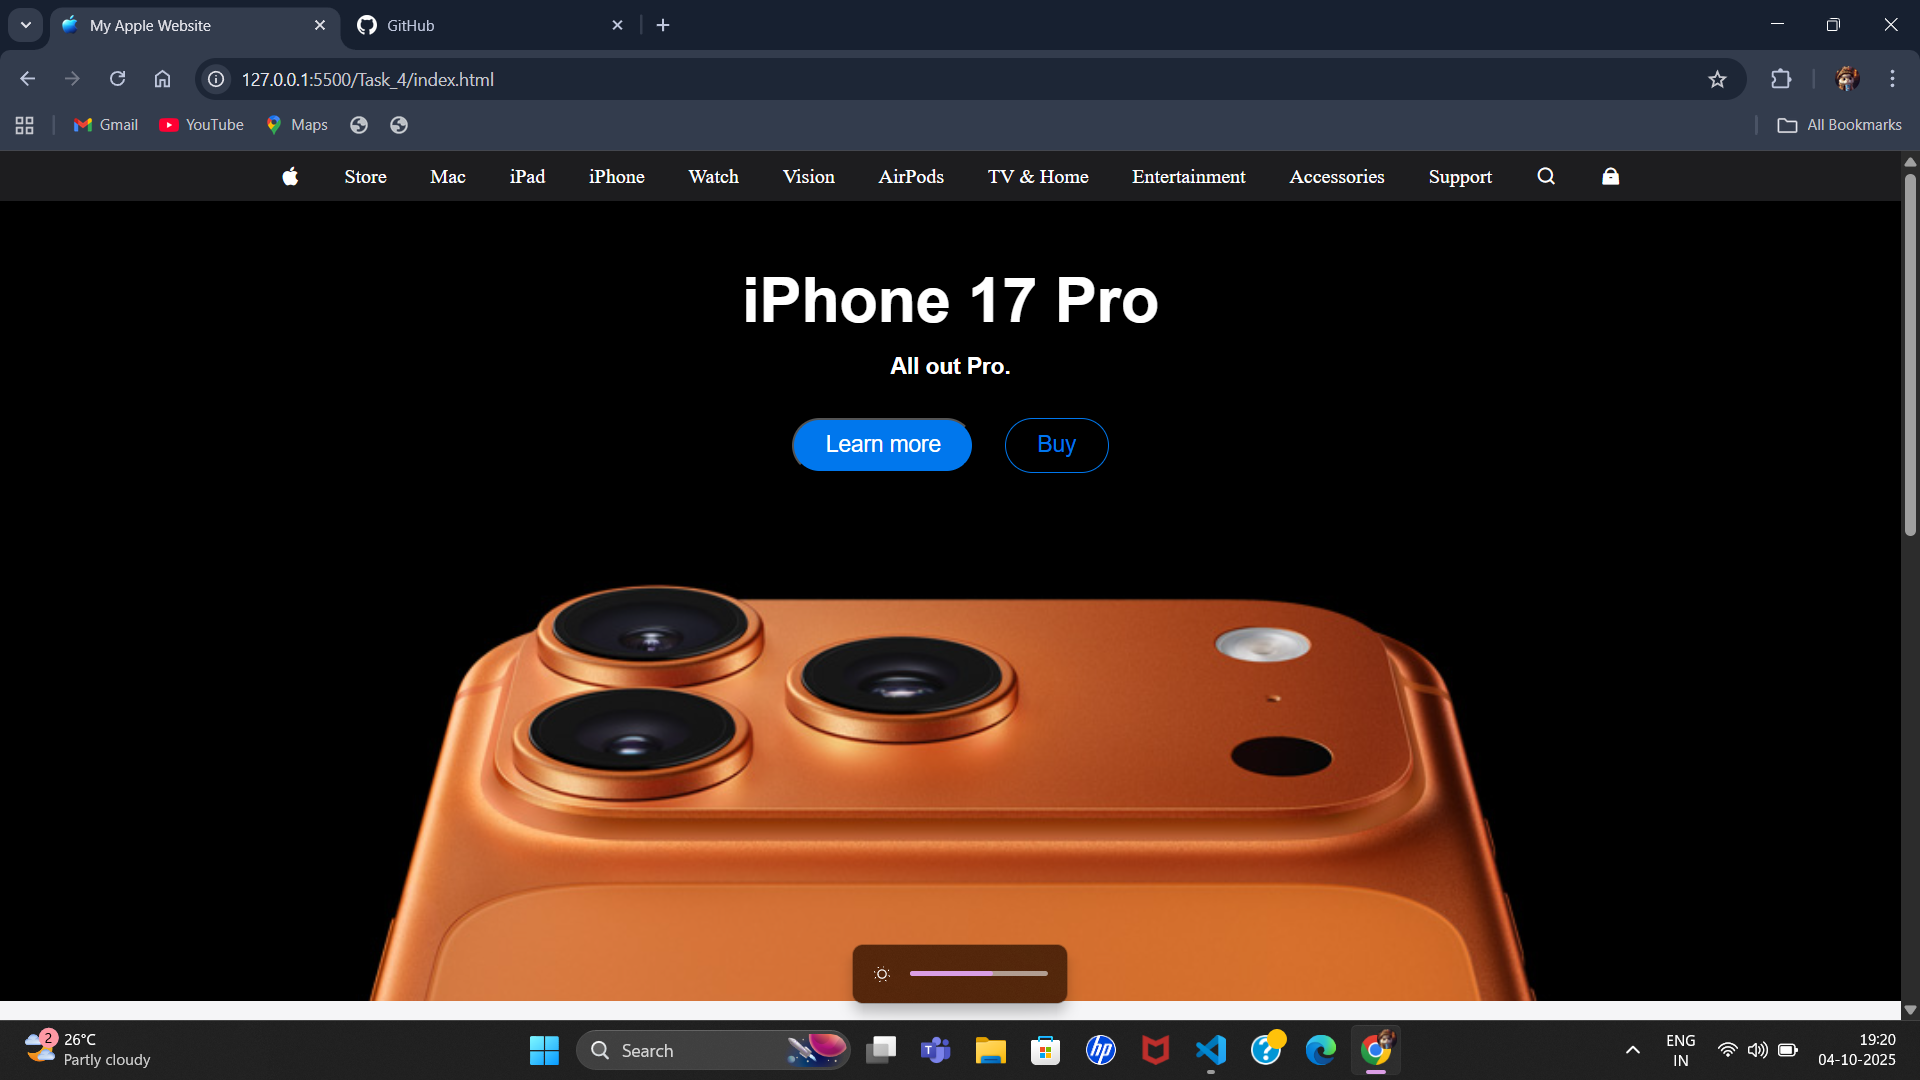 My Apple Website
GitHub
127.0.0.1:5500/Task_4/index.html
Gmail YouTube Maps All Bookmarks
Store Mac iPad iPhone Watch Vision AirPods TV & Home Entertainment Accessories Support
iPhone 17 Pro
All out Pro.
Learn more Buy
2
26°C
Partly cloudy
Search
T
hp
?
ENG
IN
19:20
04-10-2025